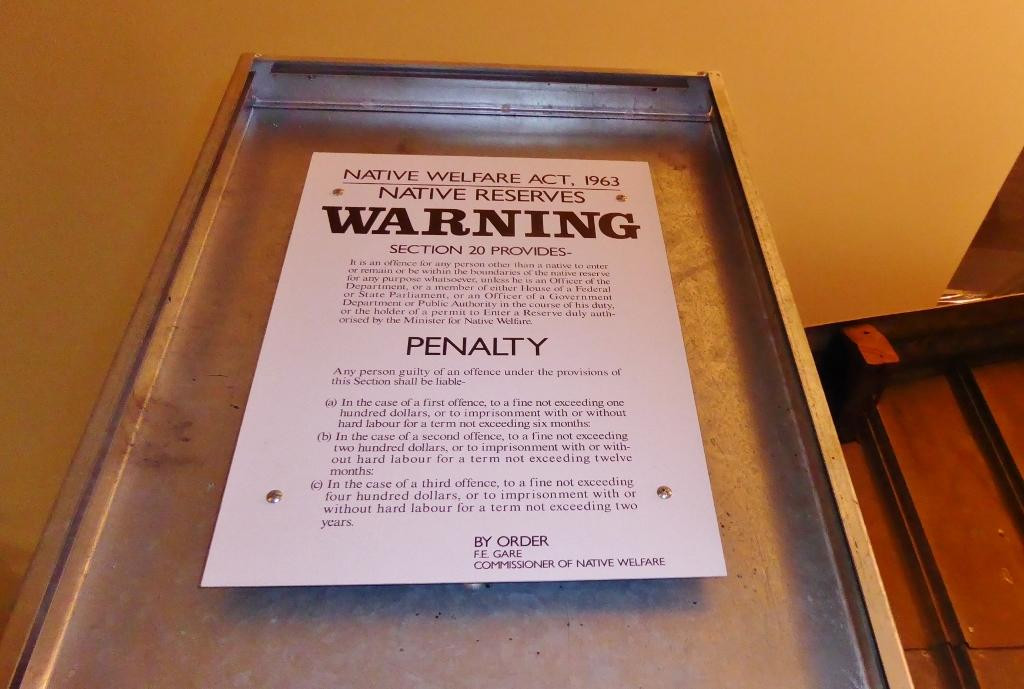 NATIVE WELFARE ACT, 1963
NATIVE RESERVES
WARNING
SECTION 20 PROVIDES-
It is an offence for any person other than a native to enter
or remain or be within the boundaries of the native reserve
for any purpose whatsoever, unless he is an Officer of the
Department, or a member of either House of a Federal
or State Parliament, or an Officer of a Government
Department or Public Authority in the course of his duty,
or the holder of a permit to Enter a Reserve duly auth-
orised by the Minister for Native Welfare.
PENALTY
Any person guilty of an offence under the provisions of
this Section shall be liable-
(a) In the case of a first offence, to a fine not exceeding one
hundred dollars, or to imprisonment with or without
hard labour for a term not exceeding six months:
(b) In the case of a second offence, to a fine not exceeding
two hundred dollars, or to imprisonment with or with-
out hard labour for a term not exceeding twelve
months:
(c) In the case of a third offence, to a fine not exceeding
four hundred dollars, or to imprisonment with or
without hard labour for a term not exceeding two
years.
BY ORDER
F.E. GARE
COMMISSIONER OF NATIVE WELFARE